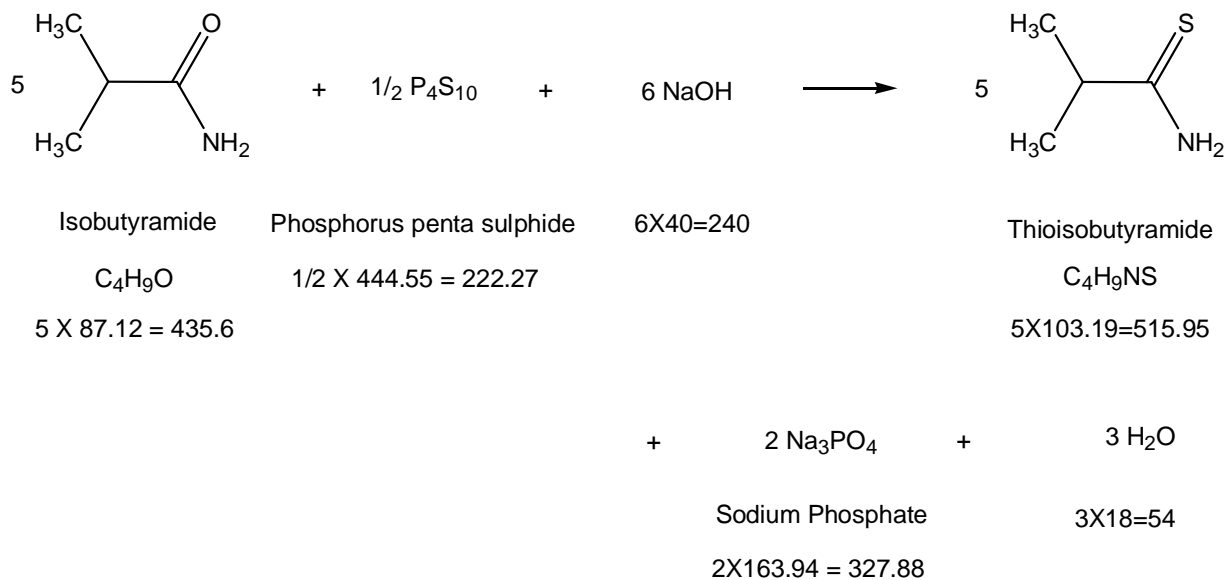 H₃C O
5 + 1/2 P₄S₁₀ + 6 NaOH 5
H₃C NH₂
H₃C S
H₃C NH₂
Isobutyramide Phosphorus penta sulphide 6X40=240 Thioisobutyramide
C₄H₉O 1/2 X 444.55 = 222.27 C₄H₉NS
5 X 87.12 = 435.6 5X103.19=515.95
+ 2 Na₃PO₄ + 3 H₂O
Sodium Phosphate 3X18=54
2X163.94 = 327.88